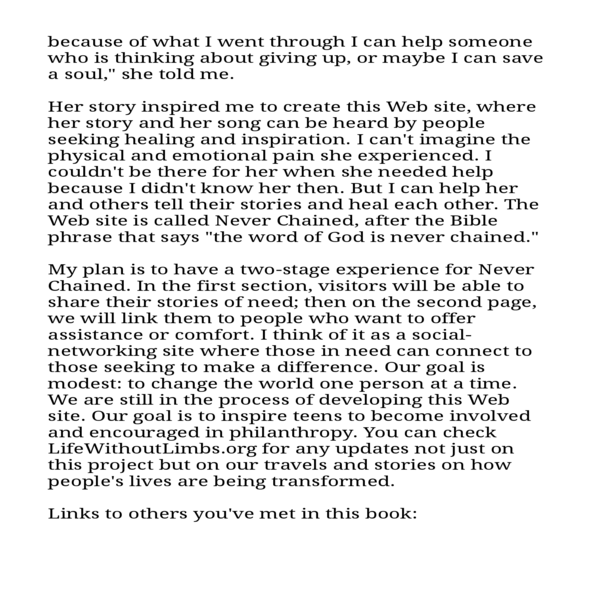 because of what I went through I can help someone
who is thinking about giving up, or maybe I can save
a soul," she told me.
Her story inspired me to create this Web site, where
her story and her song can be heard by people
seeking healing and inspiration. I can't imagine the
physical and emotional pain she experienced. I
couldn't be there for her when she needed help
because I didn't know her then. But I can help her
and others tell their stories and heal each other. The
Web site is called Never Chained, after the Bible
phrase that says "the word of God is never chained."
My plan is to have a two-stage experience for Never
Chained. In the first section, visitors will be able to
share their stories of need; then on the second page,
we will link them to people who want to offer
assistance or comfort. I think of it as a social-
networking site where those in need can connect to
those seeking to make a difference. Our goal is
modest: to change the world one person at a time.
We are still in the process of developing this Web
site. Our goal is to inspire teens to become involved
and encouraged in philanthropy. You can check
LifeWithoutLimbs.org for any updates not just on
this project but on our travels and stories on how
people's lives are being transformed.
Links to others you've met in this book: